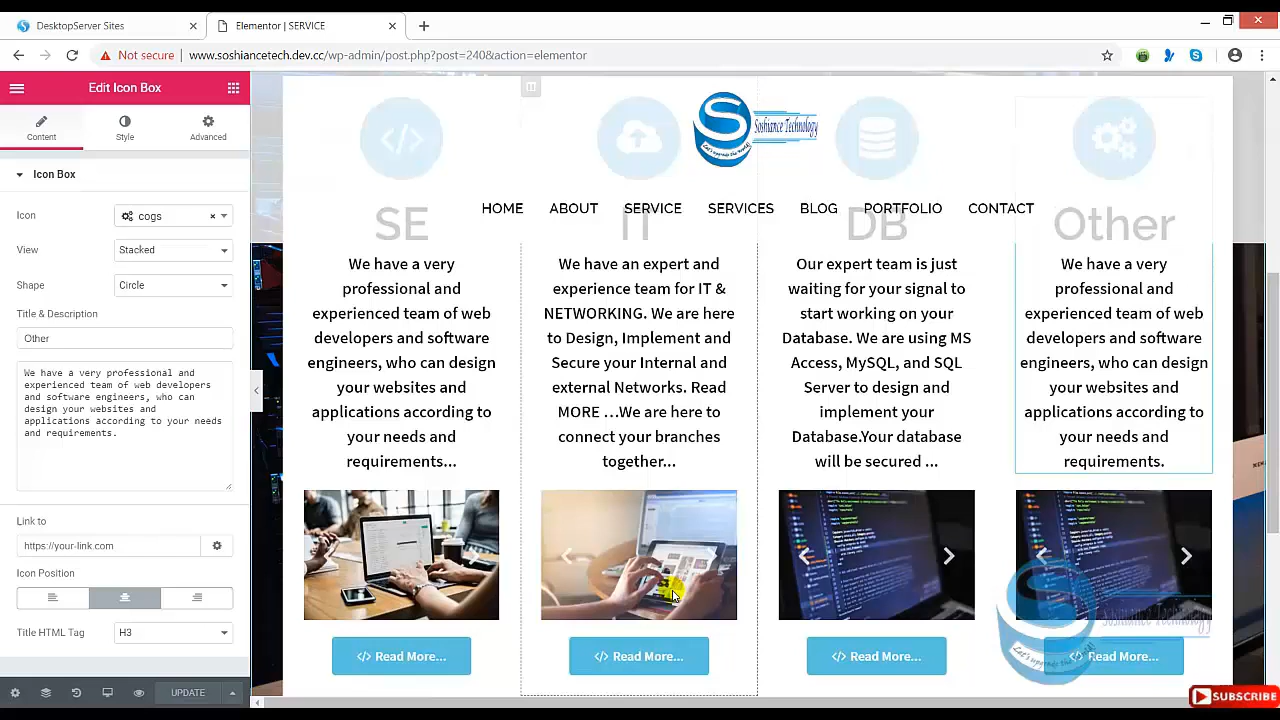 DesktopServer Sites
Elementor | SERVICE
Not secure
www.soshiancetech.dev.cc/wp-admin/post.php?post=240&action=elementor
Edit Icon Box
Content
Style
Advanced
Icon Box
Icon
cogs
View
Stacked
Shape
Circle
Title & Description
Other
We have a very professional and
experienced team of web developers
and software engineers, who can
design your websites and
applications according to your needs
and requirements.
Link to
https://your-link.com
Icon Position
Title HTML Tag
H3
UPDATE
Soshiance Technology
Let's upgrade the world!
HOME ABOUT SERVICE SERVICES BLOG PORTFOLIO CONTACT
SE
We have a very
professional and
experienced team of web
developers and software
engineers, who can design
your websites and
applications according to
your needs and
requirements...
Read More...
IT
We have an expert and
experience team for IT &
NETWORKING. We are here
to Design, Implement and
Secure your Internal and
external Networks. Read
MORE …We are here to
connect your branches
together...
Read More...
DB
Our expert team is just
waiting for your signal to
start working on your
Database. We are using MS
Access, MySQL, and SQL
Server to design and
implement your
Database.Your database
will be secured ...
Read More...
Other
We have a very
professional and
experienced team of web
developers and software
engineers, who can design
your websites and
applications according to
your needs and
requirements.
Read More...
Soshiance Technology
Let's upgrade the world!
SUBSCRIBE